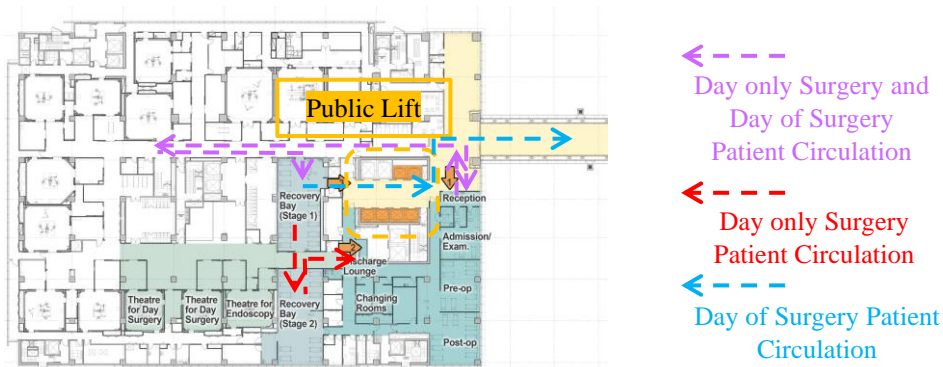 Public Lift
Recovery
Bay
(Stage 1)
1
Reception
Admission/
Exam.
2
Discharge
Lounge
Pre-op
Changing
Rooms
Theatre
for Day
Surgery
Theatre
for Day
Surgery
Theatre for
Endoscopy
Recovery
Bay
(Stage 2)
Post-op
Day only Surgery and
Day of Surgery
Patient Circulation
Day only Surgery
Patient Circulation
Day of Surgery Patient
Circulation